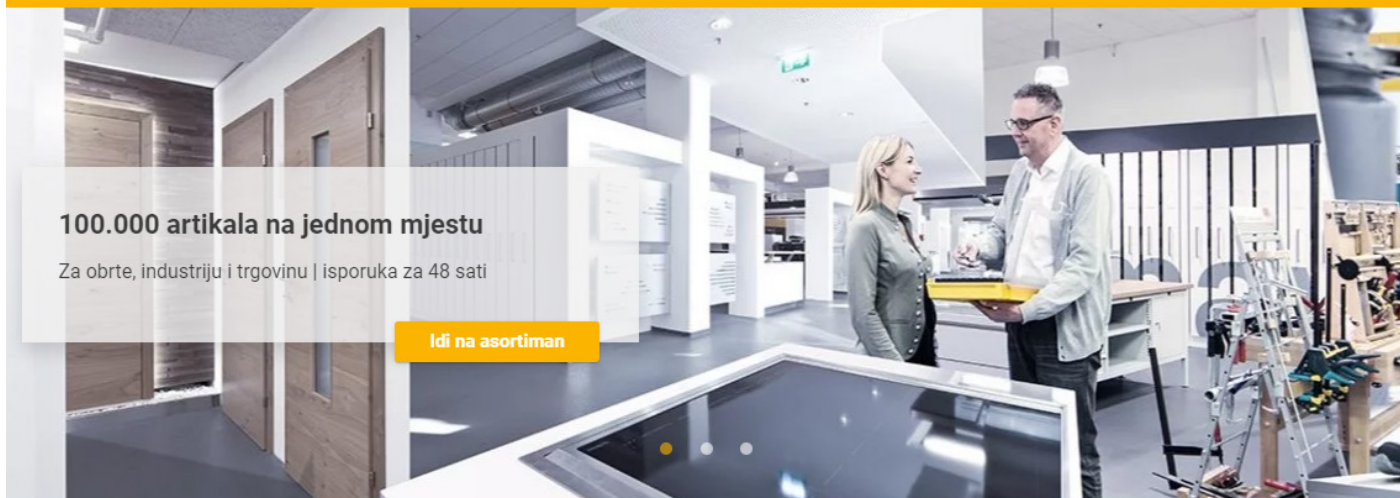 100.000 artikala na jednom mjestu
Za obrte, industriju i trgovinu | isporuka za 48 sati
Idi na asortiman